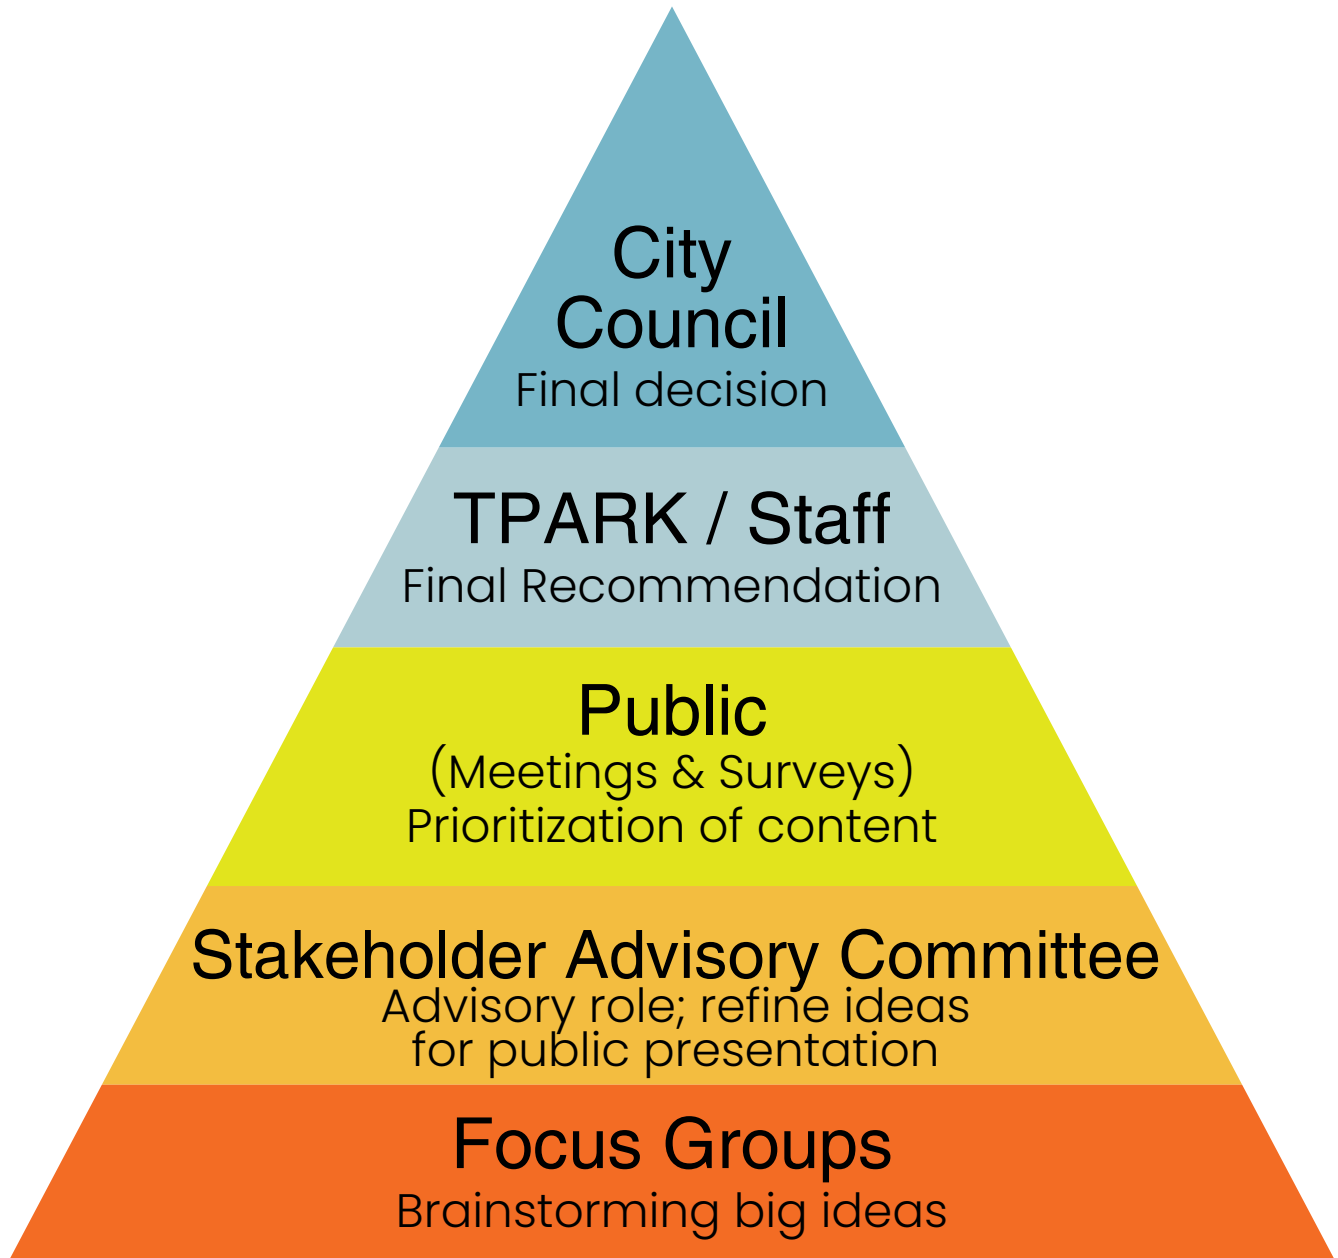 City
Council
Final decision
TPARK / Staff
Final Recommendation
Public
(Meetings & Surveys)
Prioritization of content
Stakeholder Advisory Committee
Advisory role; refine ideas
for public presentation
Focus Groups
Brainstorming big ideas